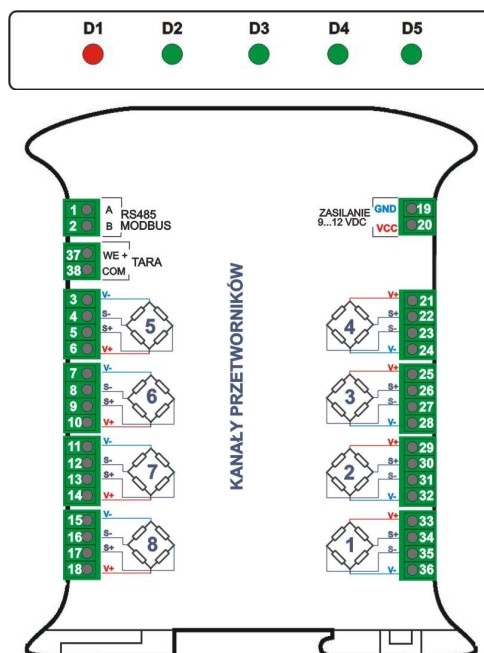 D1 D2 D3 D4 D5
1 A
2 B
RS485
MODBUS
37 WE +
38 COM
TARA
ZASILANIE
9...12 VDC
GND 19
VCC 20
3 V-
4 S-
5 S+
6 V+
5
7 V-
8 S-
9 S+
10 V+
6
11 V-
12 S-
13 S+
14 V+
7
15 V-
16 S-
17 S+
18 V+
8
KANAŁY PRZETWORNIKÓW
4
V+ 21
S+ 22
S- 23
V- 24
3
V+ 25
S+ 26
S- 27
V- 28
2
V+ 29
S+ 30
S- 31
V- 32
1
V+ 33
S+ 34
S- 35
V- 36